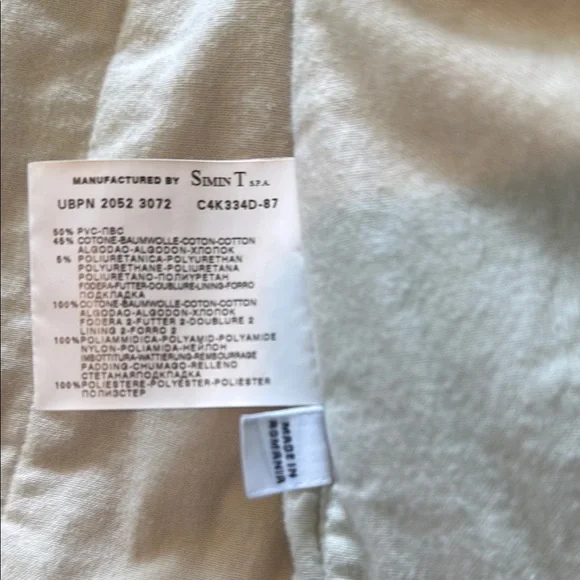 MANUFACTURED BY SIMINT S.P.A.
UBPN 2052 3072 C4K334D-87
50% PVC-ПВС
45% COTONE-BAUMWOLLE-COTON-COTTON
ALGODAO-ALGODON-ХЛОПОК
5% POLIURETANICA-POLYURETHAN
POLYURETHANE-POLIURETANA
POLIURETANO-ПОЛИУРЕТАН
FODERA-FUTTER-DOUBLURE-LINING-FORRO
ПОДКЛАДКА
100% COTONE-BAUMWOLLE-COTON-COTTON
ALGODAO-ALGODON-ХЛОПОК
FODERA 2-FUTTER 2-DOUBLURE 2
LINING 2-FORRO 2
100% POLIAMMIDICA-POLYAMID-POLYAMIDE
NYLON-POLIAMIDA-НЕЙЛОН
IMBOTTITURA-WATTIERUNG-REMBOURRAGE
PADDING-CHUMAGO-RELLENO
СТЕГАНАЯПОДКЛАДКА
100% POLIESTERE-POLYESTER-POLIESTER
ПОЛИЭСТЕР
MADE IN
ROMANIA